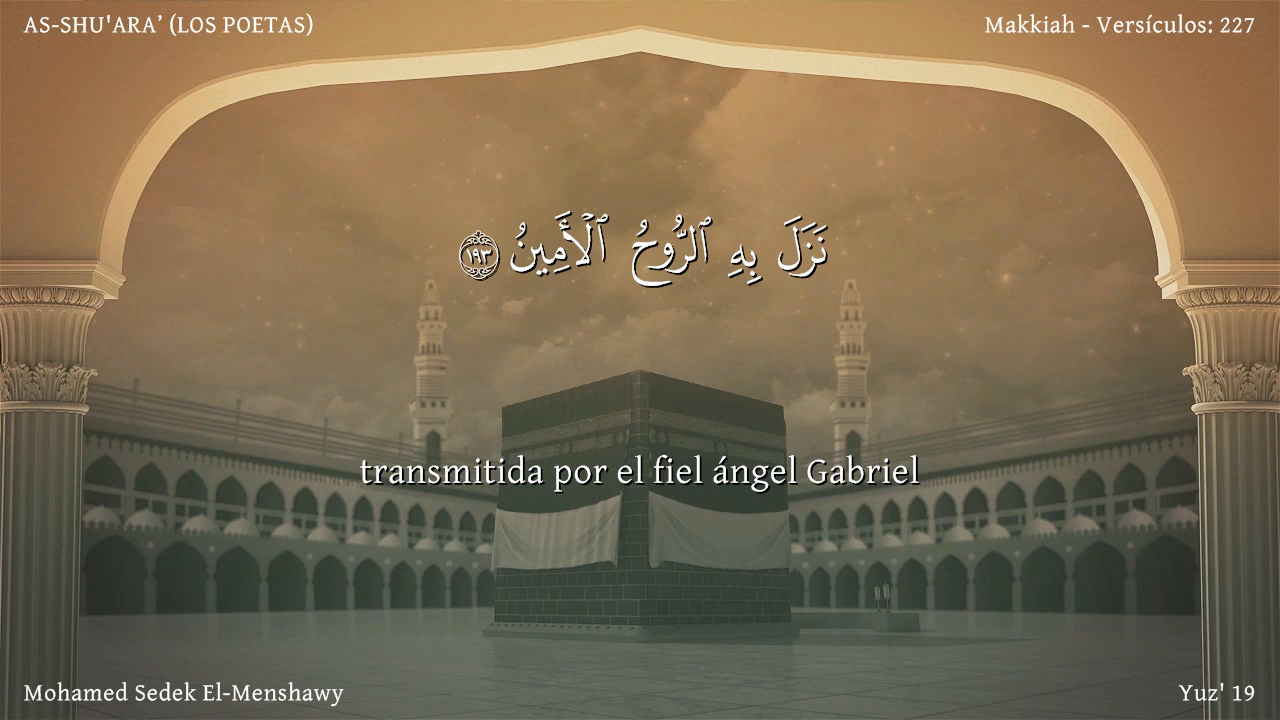 AS-SHU'ARA’ (LOS POETAS)
Makkiah - Versículos: 227
نَزَلَ بِهِ ٱلرُّوحُ ٱلْأَمِينُ ١٩٣
transmitida por el fiel ángel Gabriel
Mohamed Sedek El-Menshawy
Yuz' 19